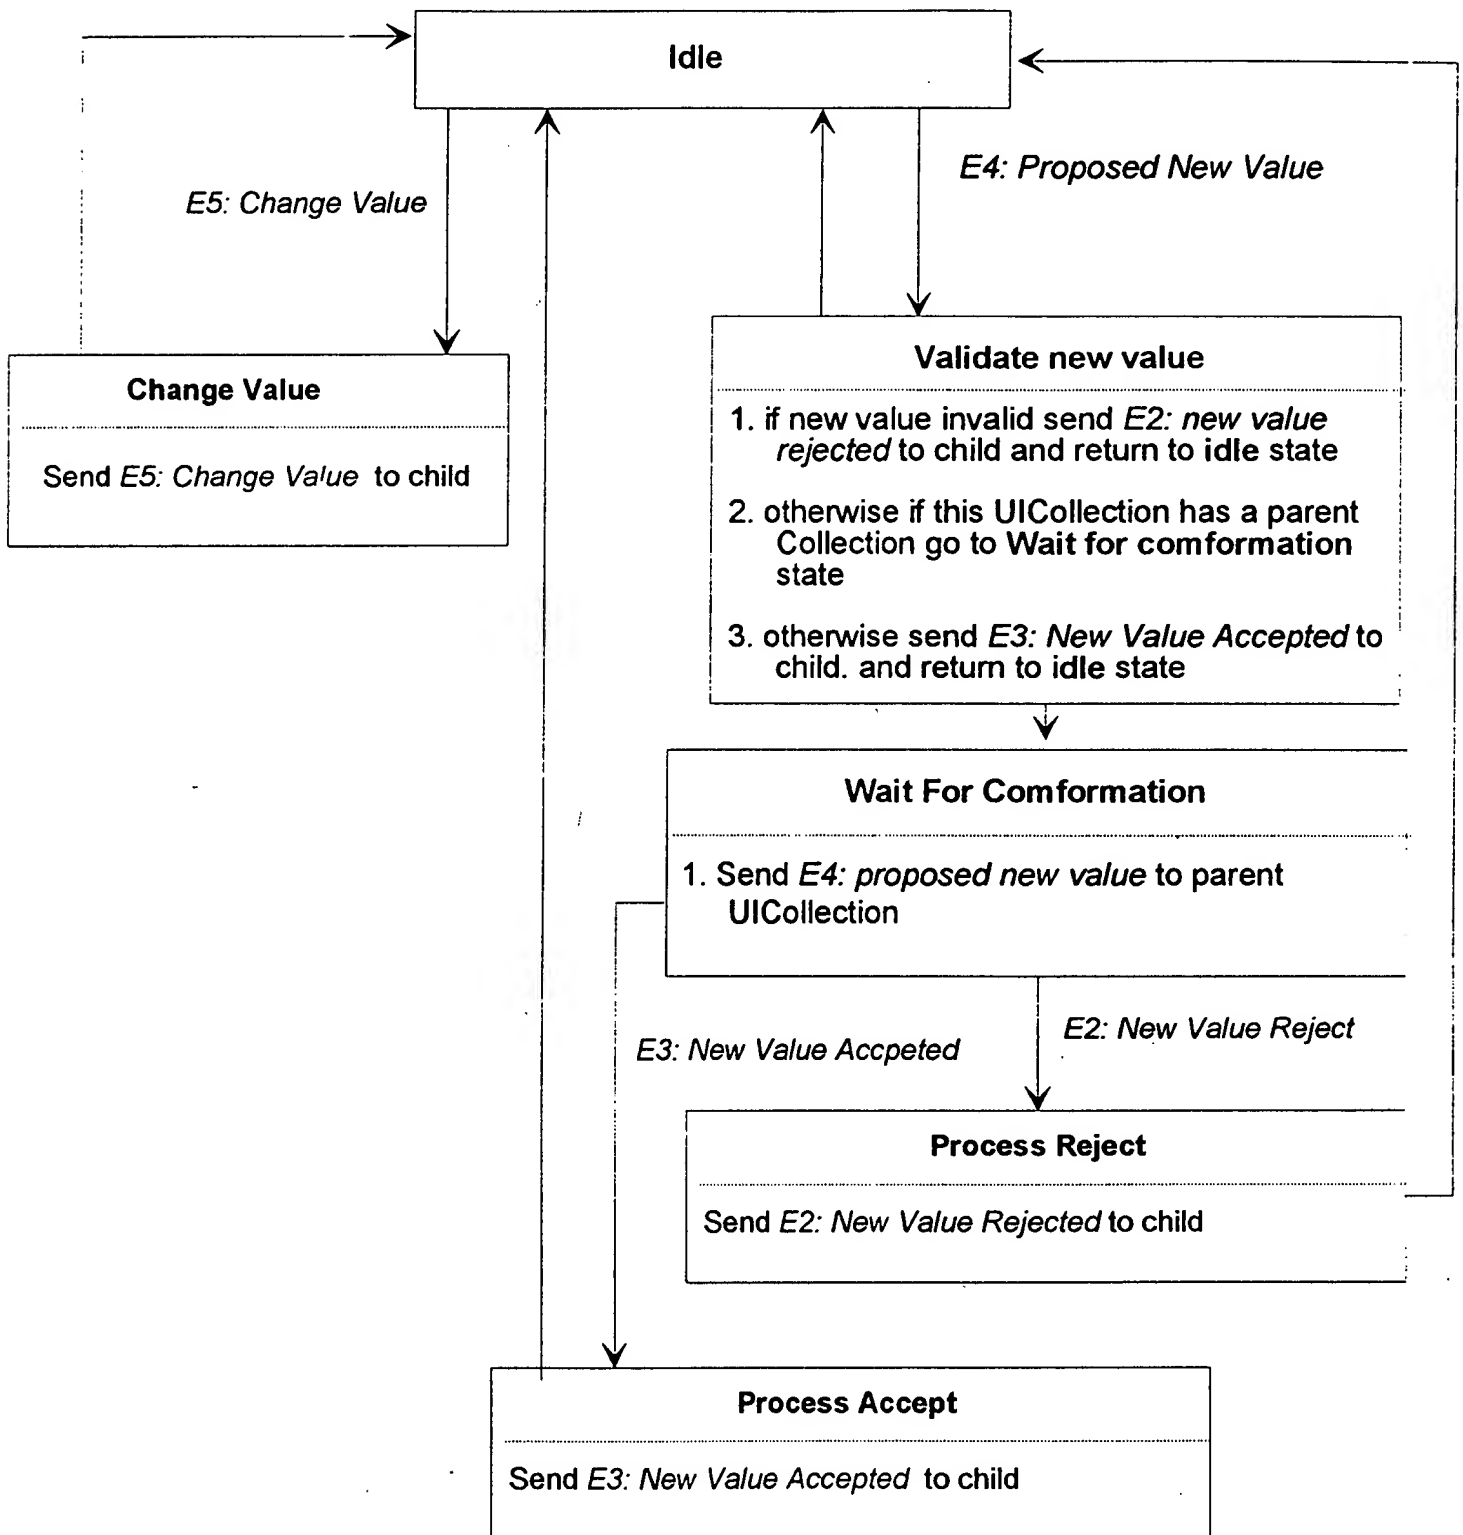 Idle
E4: Proposed New Value
E5: Change Value
Change Value
Send E5: Change Value to child
Validate new value
1. if new value invalid send E2: new value
rejected to child and return to idle state
2. otherwise if this UICollection has a parent
Collection go to Wait for comformation
state
3. otherwise send E3: New Value Accepted to
child. and return to idle state
Wait For Comformation
1. Send E4: proposed new value to parent
UICollection
E3: New Value Accpeted
E2: New Value Reject
Process Reject
Send E2: New Value Rejected to child
Process Accept
Send E3: New Value Accepted to child